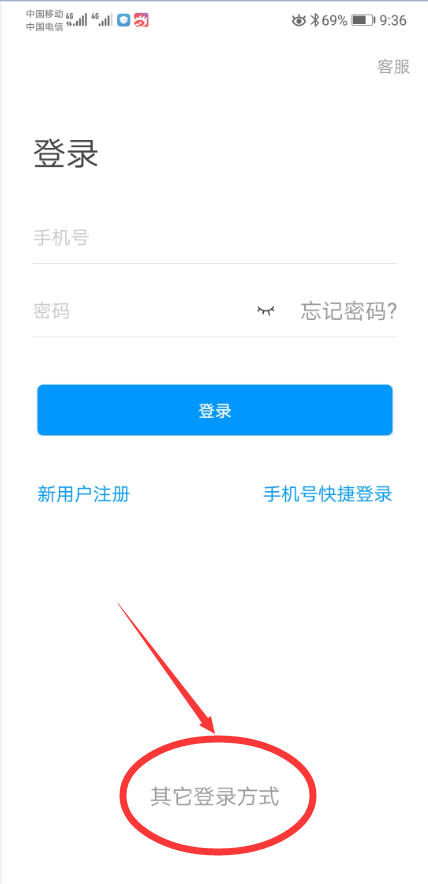 中国移动 4G 4G 69% 9:36
中国电信
客服
登录
手机号
密码 忘记密码?
登录
新用户注册 手机号快捷登录
其它登录方式